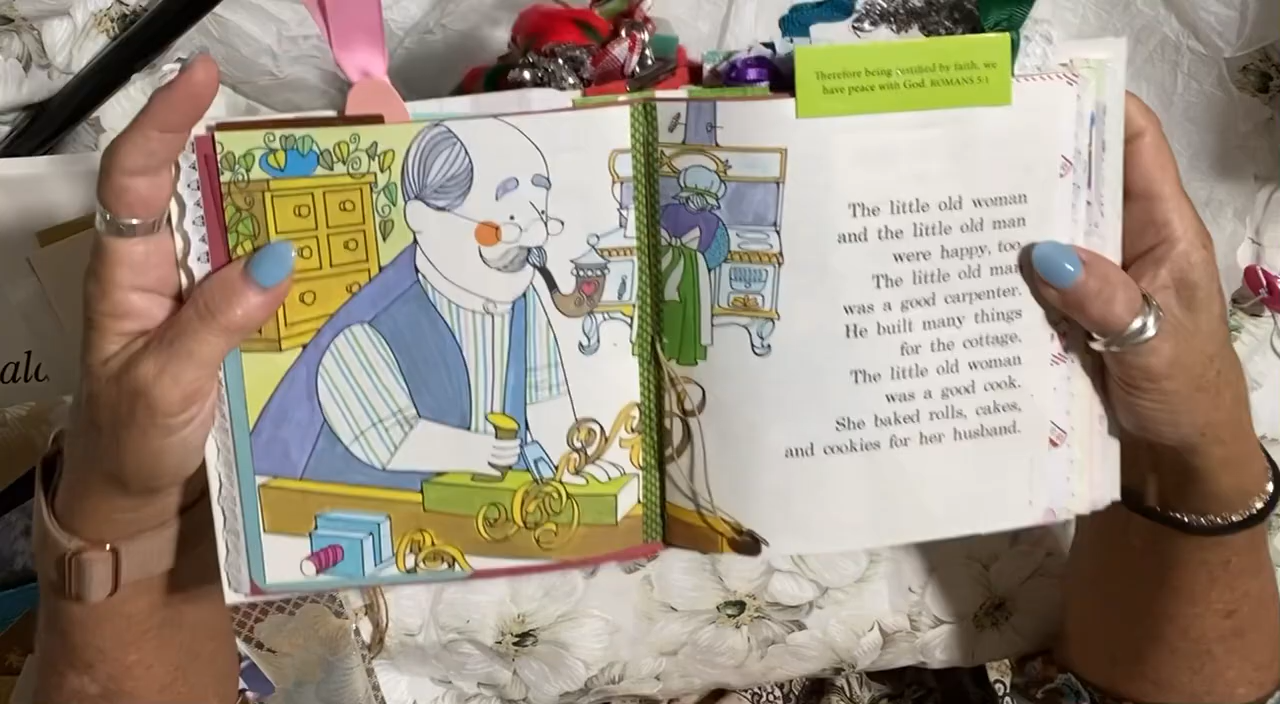 Therefore being justified by faith, we
have peace with God. ROMANS 5:1
The little old woman
and the little old man
were happy, too.
The little old man
was a good carpenter.
He built many things
for the cottage.
The little old woman
was a good cook.
She baked rolls, cakes,
and cookies for her husband.